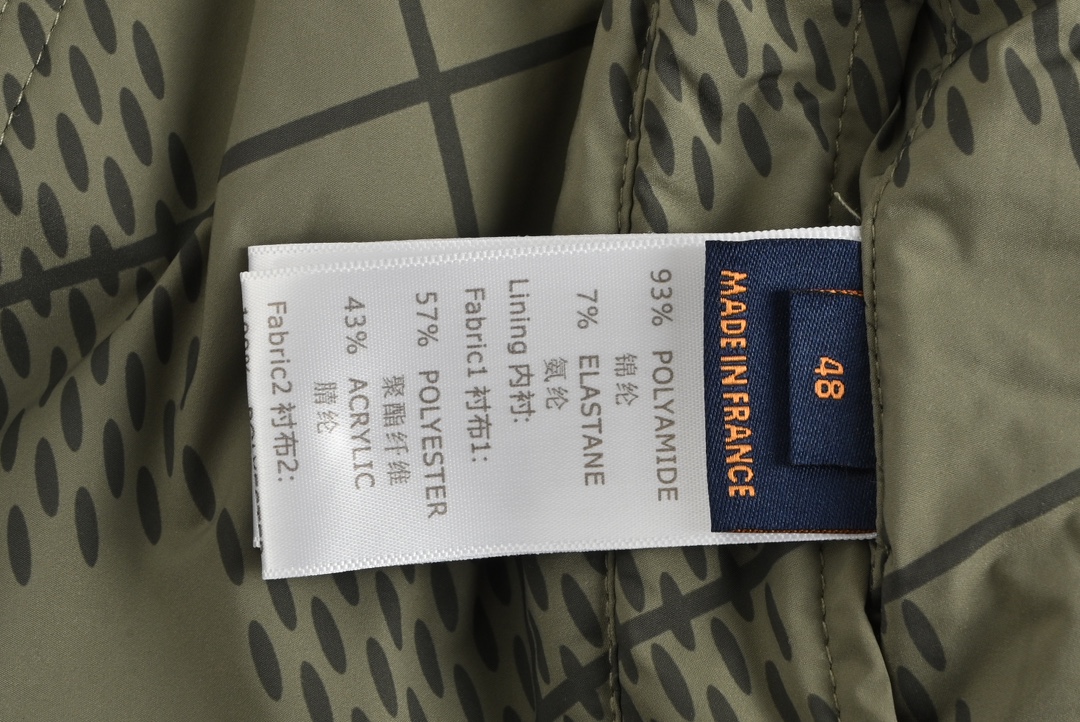 48
MADE IN FRANCE
93% POLYAMIDE
锦纶
7% ELASTANE
氨纶
Lining 内衬:
Fabric1 衬布1:
57% POLYESTER
聚酯纤维
43% ACRYLIC
腈纶
Fabric2 衬布2: